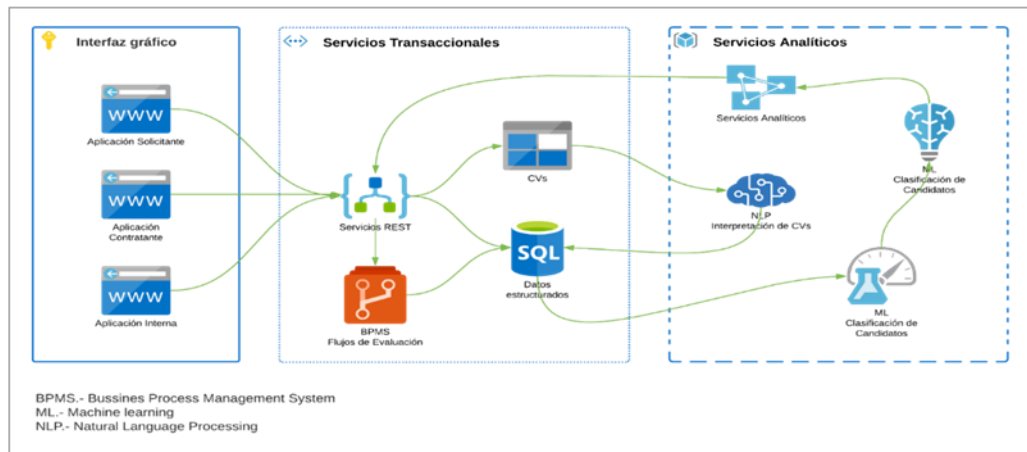 Interfaz gráfico
Servicios Transaccionales
Servicios Analíticos
WWW
Aplicación Solicitante
WWW
Aplicación
Contratante
WWW
Aplicación Interna
Servicios REST
BPMS
Flujos de Evaluación
CVs
SQL
Datos
estructurados
Servicios Analíticos
NLP
Interpretación de CVs
ML
Clasificación de
Candidatos
ML
Clasificación de
Candidatos
BPMS.- Bussines Process Management System
ML.- Machine learning
NLP.- Natural Language Processing